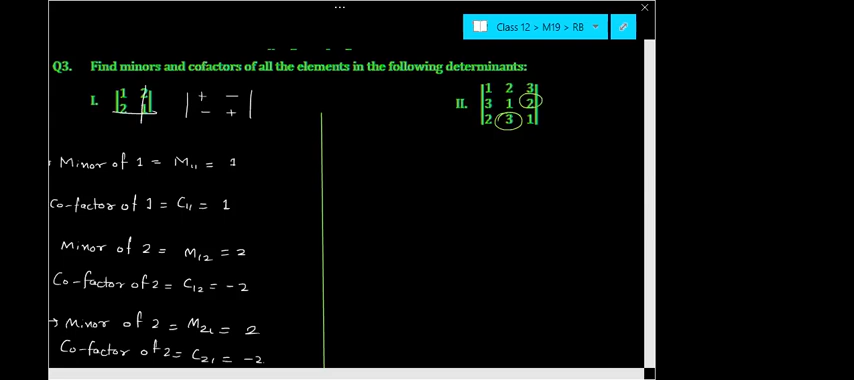 Class 12 > M19 > RB
Q3. Find minors and cofactors of all the elements in the following determinants:
I. |1 2| | + − |
|2 1| | − + |
II. |1 2 3|
|3 1 2|
|2 3 1|
Minor of 1 = M11 = 1
Co-factor of 1 = C11 = 1
Minor of 2 = M12 = 2
Co-factor of 2 = C12 = -2
→ Minor of 2 = M21 = 2
Co-factor of 2 = C21 = -2